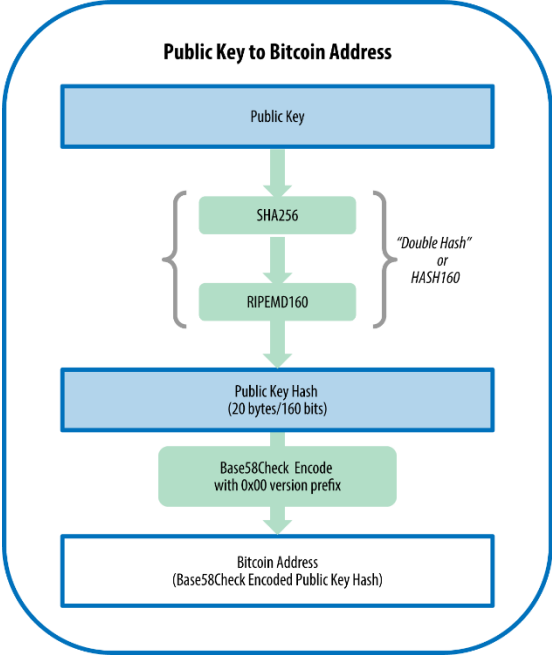 Public Key to Bitcoin Address
Public Key
SHA256
"Double Hash"
or
HASH160
RIPEMD160
Public Key Hash
(20 bytes/160 bits)
Base58Check Encode
with 0x00 version prefix
Bitcoin Address
(Base58Check Encoded Public Key Hash)